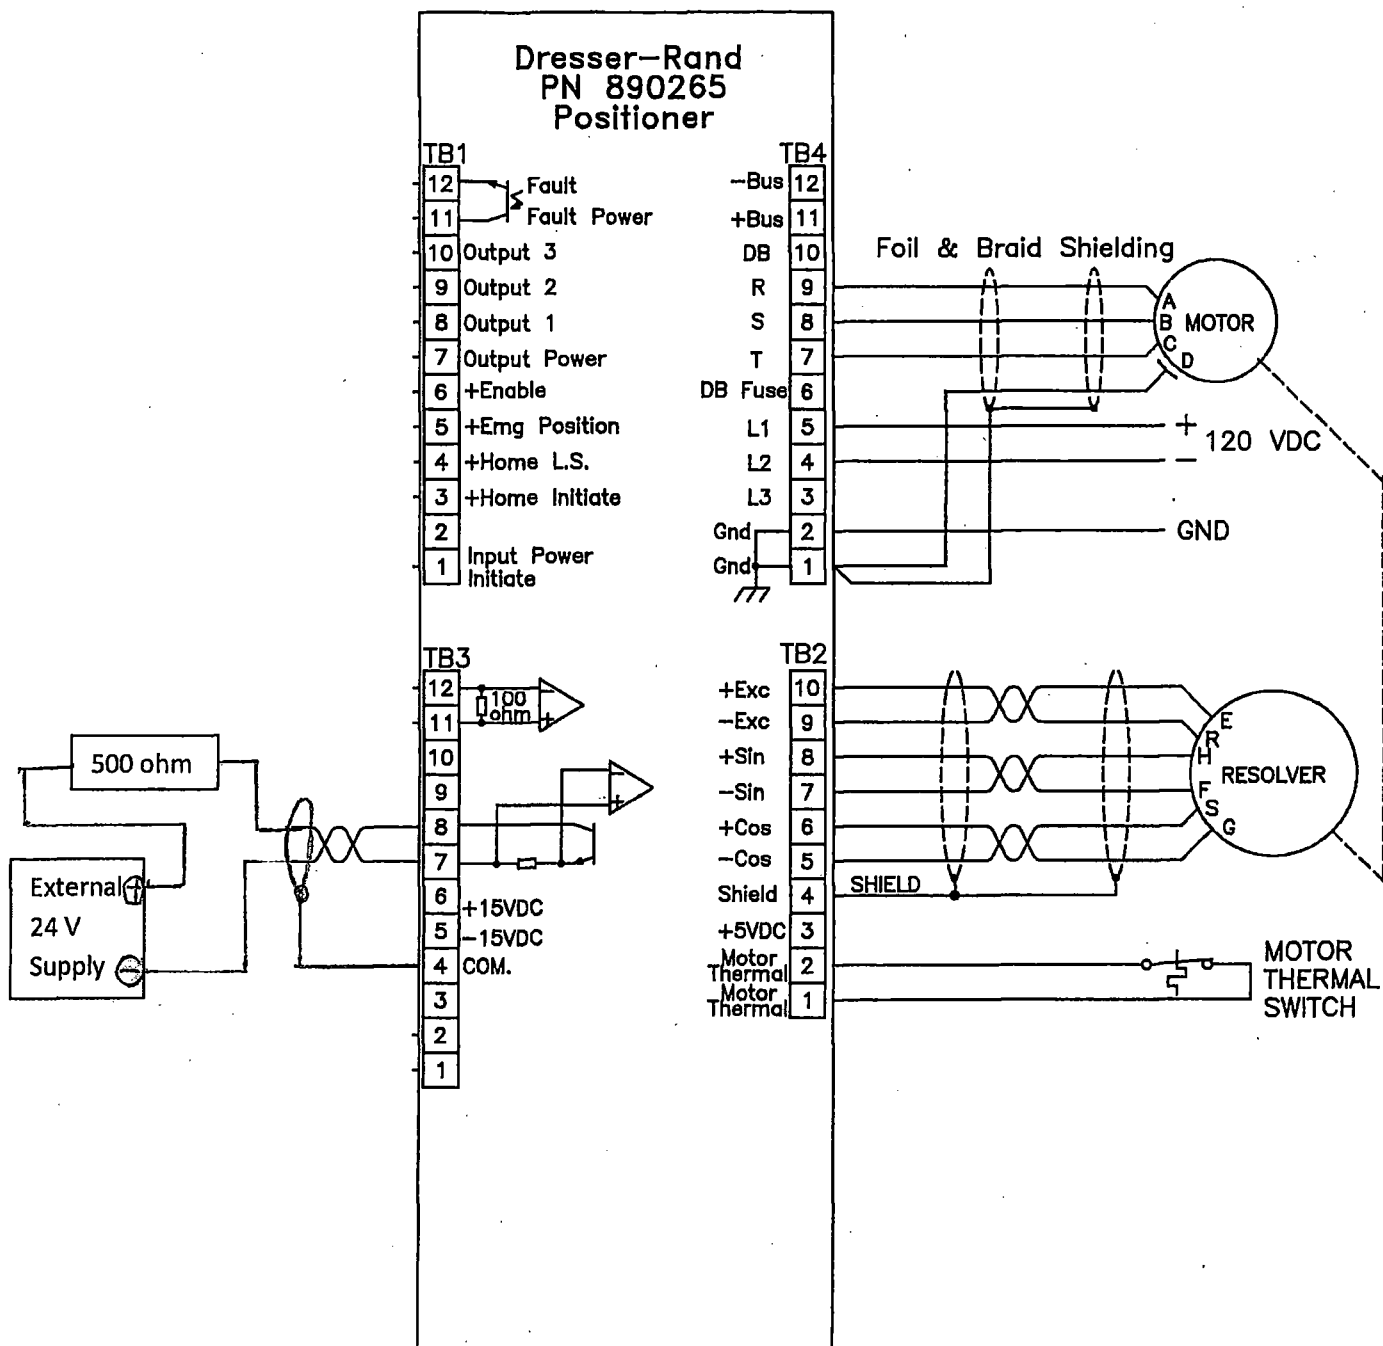 Dresser-Rand
PN 890265
Positioner
TB1
12 Fault
11 Fault Power
10 Output 3
9 Output 2
8 Output 1
7 Output Power
6 +Enable
5 +Emg Position
4 +Home L.S.
3 +Home Initiate
2
1 Input Power
Initiate
TB4
-Bus 12
+Bus 11
DB 10
R 9
S 8
T 7
DB Fuse 6
L1 5
L2 4
L3 3
Gnd 2
Gnd 1
Foil & Braid Shielding
A
B MOTOR
C
D
+
120 VDC
-
GND
TB3
12
100
ohm
11
10
9
8
7
6
+15VDC
5
-15VDC
4 COM.
3
2
1
- 
+
-
+
500 ohm
External +
24 V
Supply -
TB2
+Exc 10
-Exc 9
+Sin 8
-Sin 7
+Cos 6
-Cos 5
Shield 4
+5VDC 3
Motor
Thermal 2
Motor
Thermal 1
SHIELD
E
R
H
RESOLVER
F
S
G
MOTOR
THERMAL
SWITCH